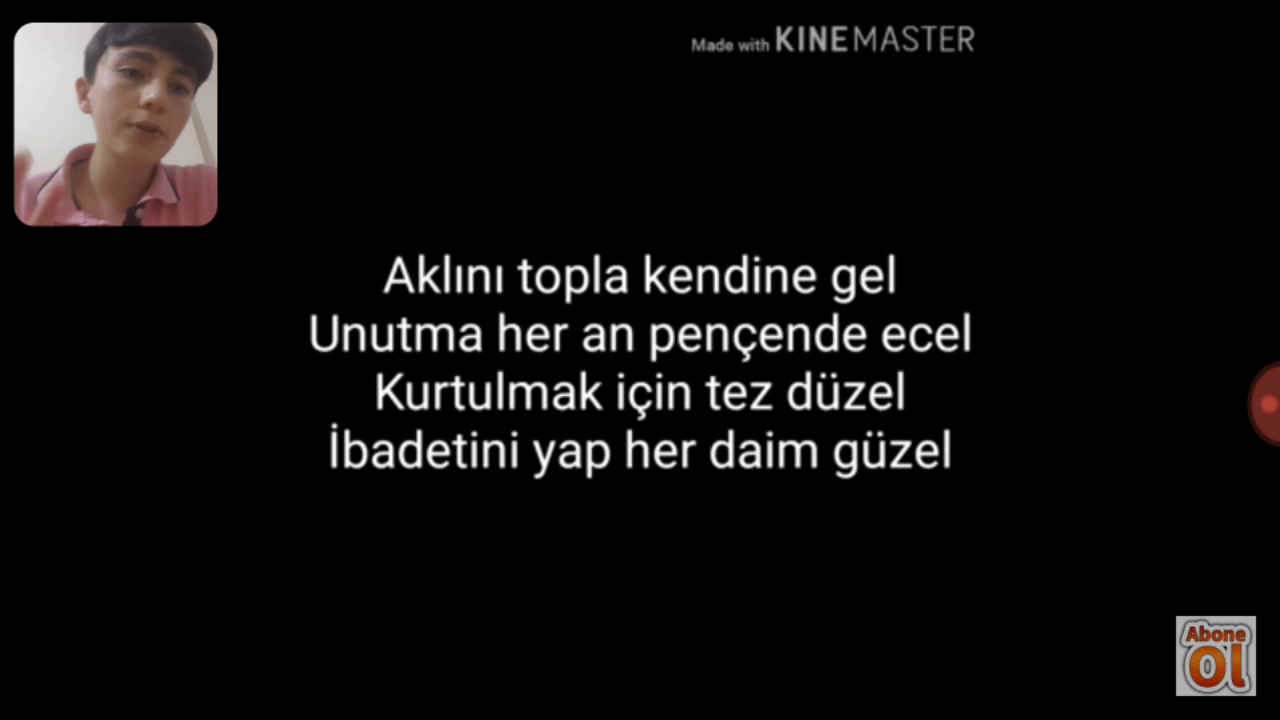 Made with KINEMASTER
Aklını topla kendine gel
Unutma her an pençende ecel
Kurtulmak için tez düzel
İbadetini yap her daim güzel
Abone
ol